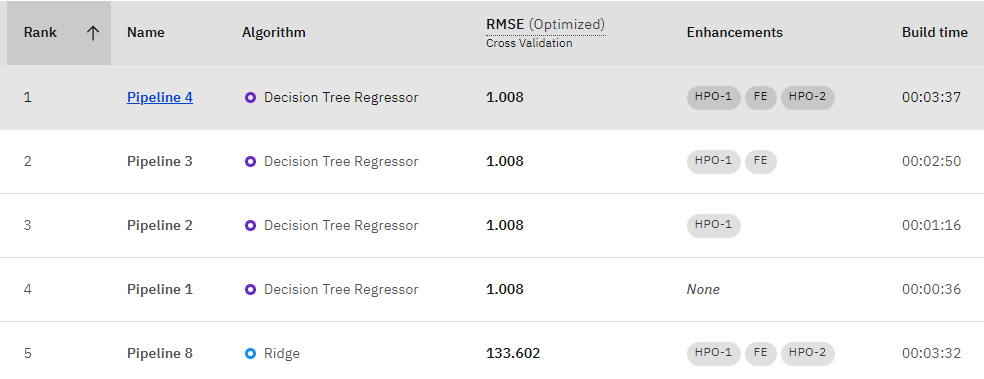 Rank ↑ Name Algorithm RMSE (Optimized) Enhancements Build time
Cross Validation
1 Pipeline 4 Decision Tree Regressor 1.008 HPO-1 FE HPO-2 00:03:37
2 Pipeline 3 Decision Tree Regressor 1.008 HPO-1 FE 00:02:50
3 Pipeline 2 Decision Tree Regressor 1.008 HPO-1 00:01:16
4 Pipeline 1 Decision Tree Regressor 1.008 None 00:00:36
5 Pipeline 8 Ridge 133.602 HPO-1 FE HPO-2 00:03:32